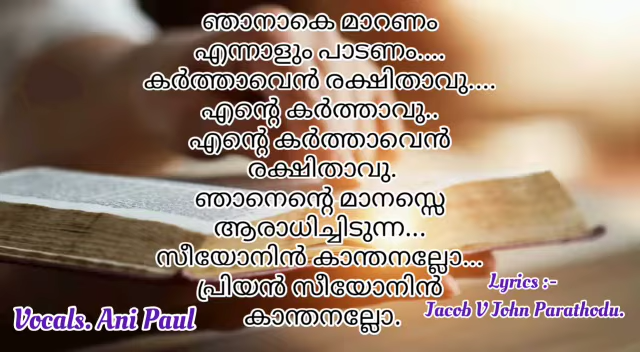 ഞാനാകെ മാറണം
എന്നാളും പാടണം....
കർത്താവെൻ രക്ഷിതാവു....
എന്റെ കർത്താവു..
എന്റെ കർത്താവെൻ
രക്ഷിതാവു.
ഞാനെന്റെ മാനസ്സെ
ആരാധിച്ചിടുന്ന...
സീയോനിൻ കാന്തനല്ലോ...
പ്രിയൻ സീയോനിൻ
കാന്തനല്ലോ.
Lyrics :-
Jacob V John Parathodu.
Vocals. Ani Paul